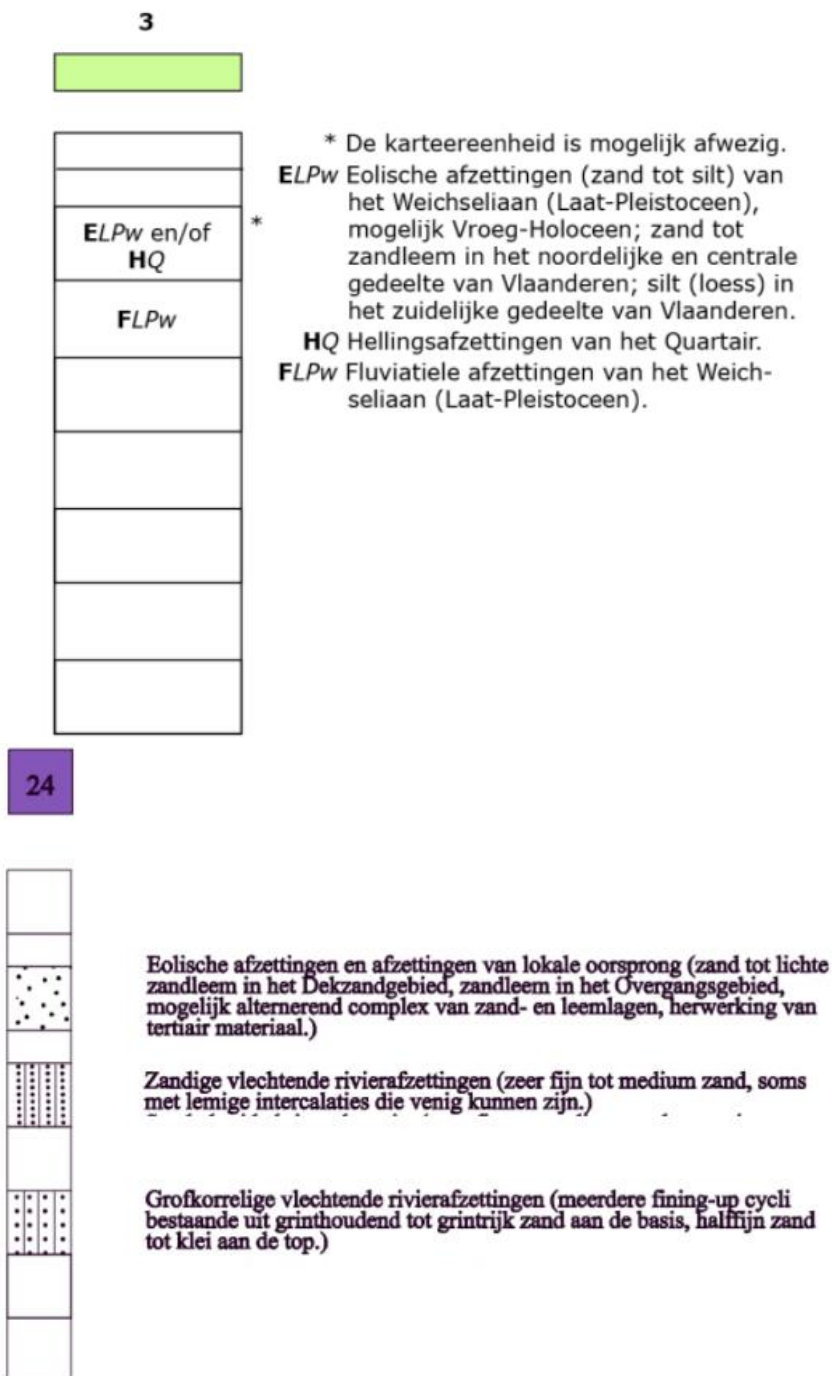 3
* De karteereenheid is mogelijk afwezig.
ELPw Eolische afzettingen (zand tot silt) van
het Weichseliaan (Laat-Pleistoceen),
mogelijk Vroeg-Holoceen; zand tot
zandleem in het noordelijke en centrale
gedeelte van Vlaanderen; silt (loess) in
het zuidelijke gedeelte van Vlaanderen.
HQ Hellingsafzettingen van het Quartair.
FLPw Fluviatiele afzettingen van het Weich-
seliaan (Laat-Pleistoceen).
ELPw en/of *
HQ
FLPw
24
Eolische afzettingen en afzettingen van lokale oorsprong (zand tot lichte
zandleem in het Dekzandgebied, zandleem in het Overgangsgebied,
mogelijk alternerend complex van zand- en leemlagen, herwerking van
tertiair materiaal.)
Zandige vlechtende rivierafzettingen (zeer fijn tot medium zand, soms
met lemige intercalaties die venig kunnen zijn.)
Grofkorrelige vlechtende rivierafzettingen (meerdere fining-up cycli
bestaande uit grinthoudend tot grintrijk zand aan de basis, halffijn zand
tot klei aan de top.)